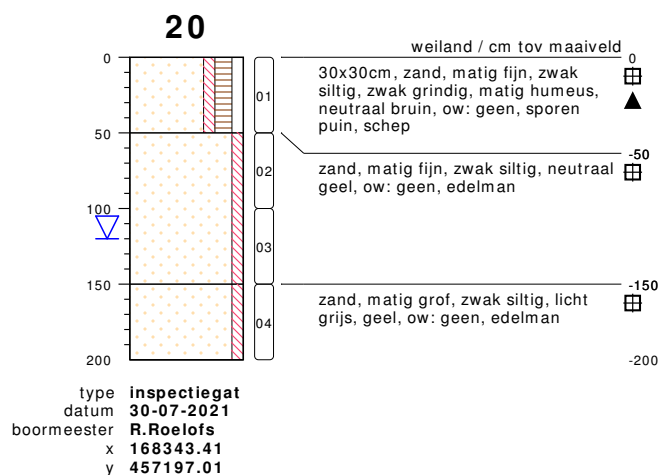 20
weiland / cm tov maaiveld
0
0
30x30cm, zand, matig fijn, zwak
siltig, zwak grindig, matig humeus,
neutraal bruin, ow: geen, sporen
puin, schep
01
50
-50
zand, matig fijn, zwak siltig, neutraal
geel, ow: geen, edelman
02
100
03
150
-150
zand, matig grof, zwak siltig, licht
grijs, geel, ow: geen, edelman
04
200
-200
type inspectiegat
datum 30-07-2021
boormeester R.Roelofs
x 168343.41
y 457197.01